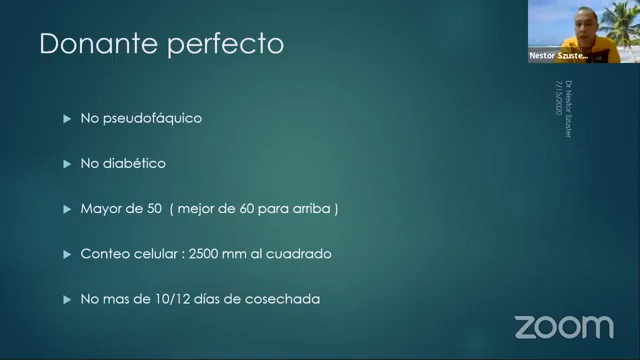 Donante perfecto
Nestor Szuste...
Dr Nestor Szuster
7/15/2020
No pseudofáquico
No diabético
Mayor de 50 ( mejor de 60 para arriba )
Conteo celular : 2500 mm al cuadrado
No mas de 10/12 días de cosechada
zoom